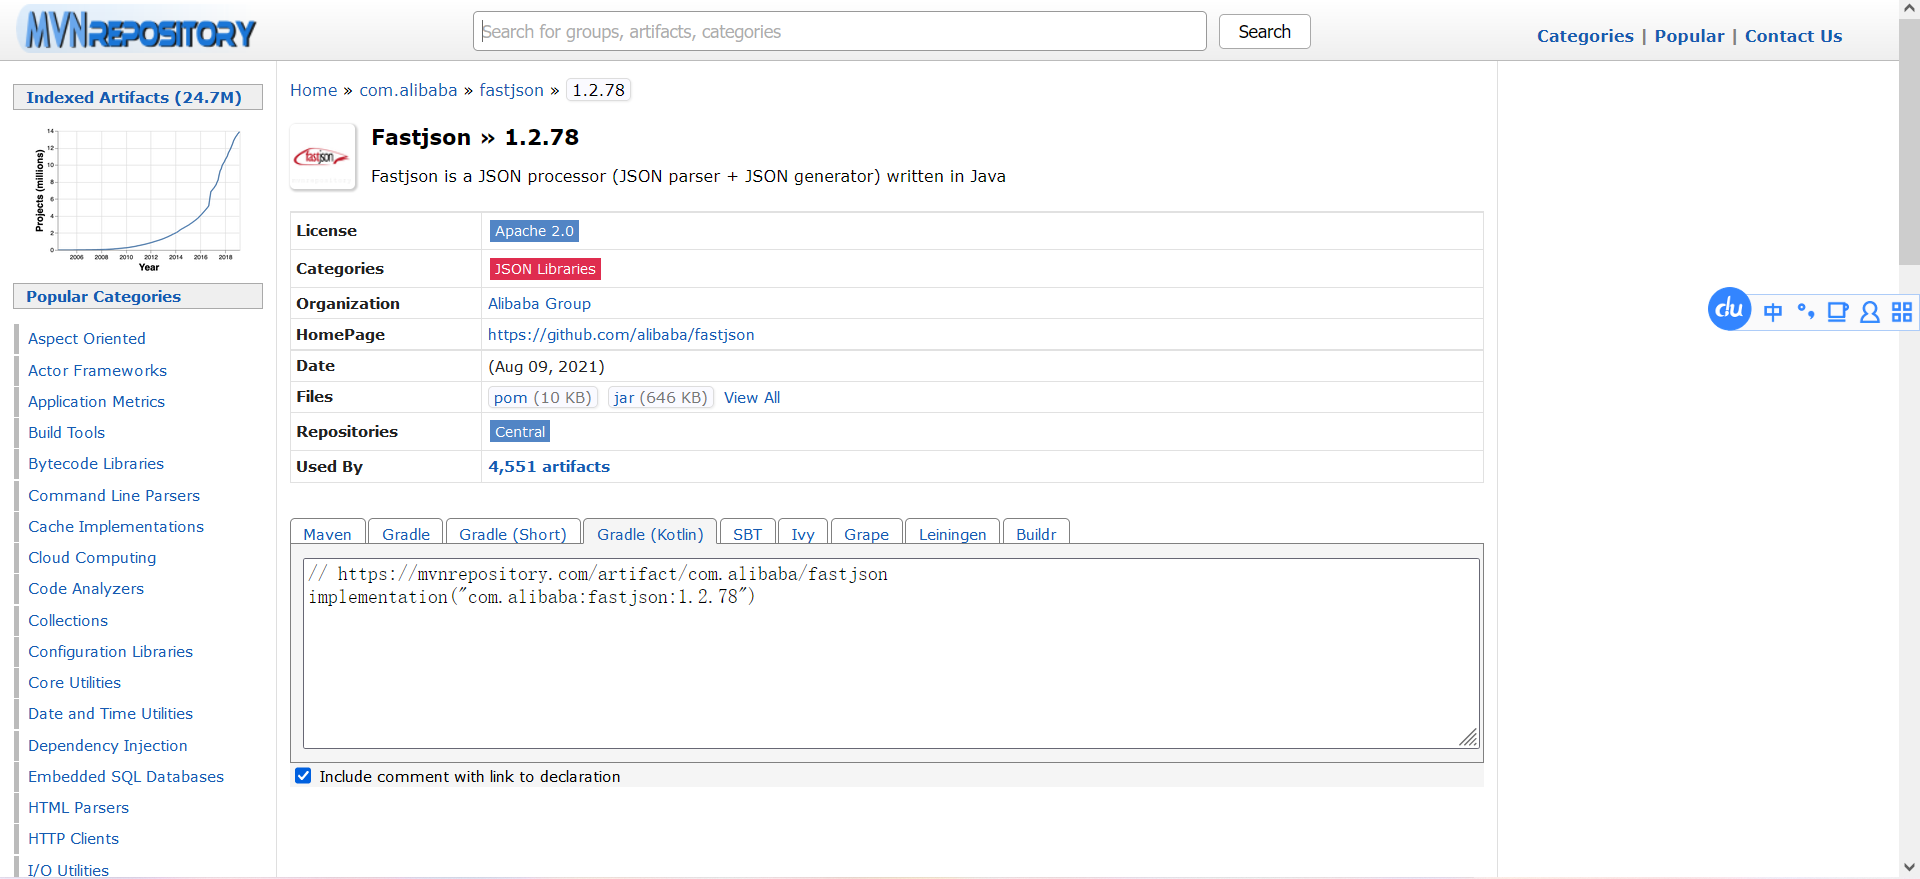 MVNREPOSITORY
Search for groups, artifacts, categories
Search
Categories | Popular | Contact Us
Indexed Artifacts (24.7M)
Projects (millions)
14
12
10
8
6
4
2
0
2006 2008 2010 2012 2014 2016 2018
Year
Popular Categories
Aspect Oriented
Actor Frameworks
Application Metrics
Build Tools
Bytecode Libraries
Command Line Parsers
Cache Implementations
Cloud Computing
Code Analyzers
Collections
Configuration Libraries
Core Utilities
Date and Time Utilities
Dependency Injection
Embedded SQL Databases
HTML Parsers
HTTP Clients
I/O Utilities
Home » com.alibaba » fastjson » 1.2.78
fastjson
Fastjson » 1.2.78
Fastjson is a JSON processor (JSON parser + JSON generator) written in Java
License Apache 2.0
Categories JSON Libraries
Organization Alibaba Group
HomePage https://github.com/alibaba/fastjson
Date (Aug 09, 2021)
Files pom (10 KB) jar (646 KB) View All
Repositories Central
Used By 4,551 artifacts
Maven Gradle Gradle (Short) Gradle (Kotlin) SBT Ivy Grape Leiningen Buildr
// https://mvnrepository.com/artifact/com.alibaba/fastjson
implementation("com.alibaba:fastjson:1.2.78")
Include comment with link to declaration
du 中 °,